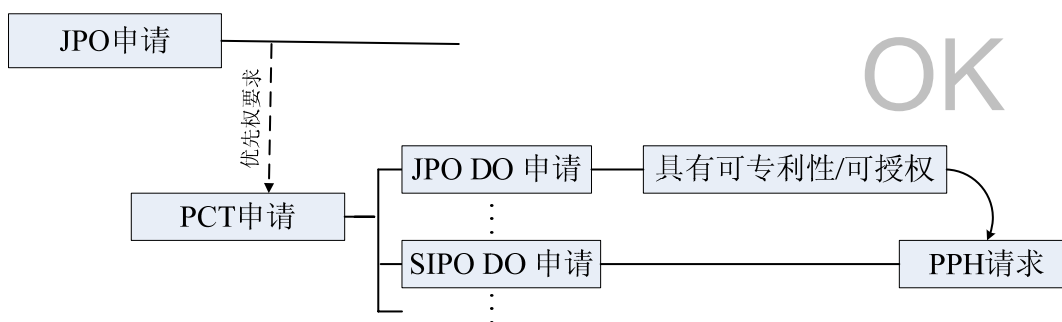 JPO申请
OK
优先权要求
JPO DO 申请
具有可专利性/可授权
PCT申请
SIPO DO 申请
PPH请求